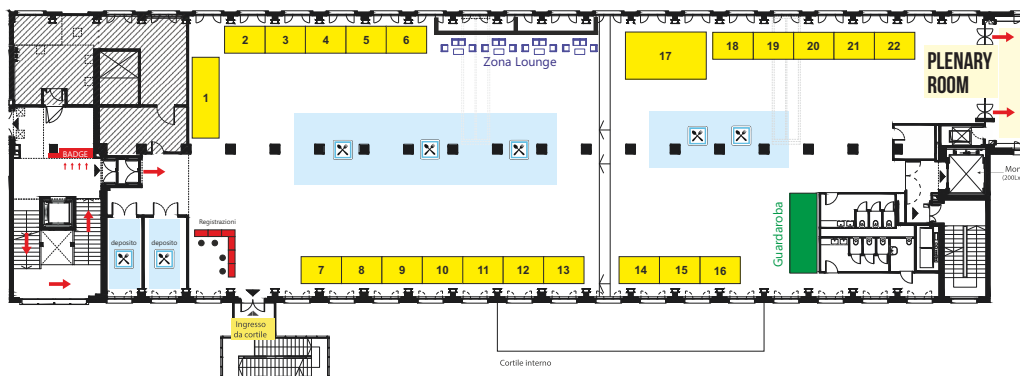 2 3 4 5 6
Zona Lounge
17
18 19 20 21 22
PLENARY
ROOM
1
BADGE
deposito
deposito
Registrazioni
Guardaroba
7 8 9 10 11 12 13
14 15 16
Ingresso
da cortile
Cortile interno